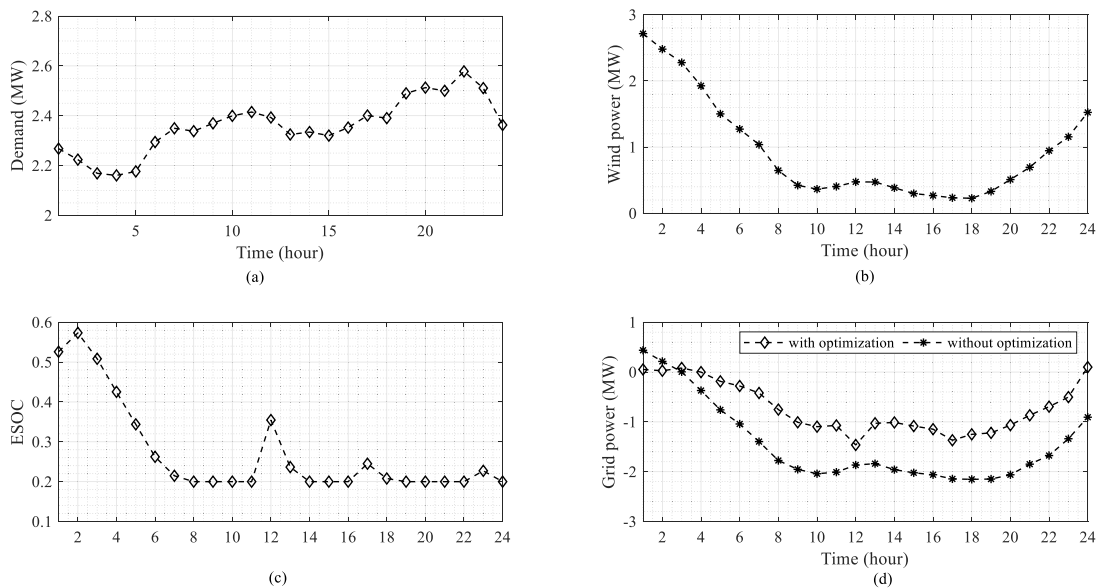 2.8
2.6
2.4
2.2
2
Demand (MW)
5
10
15
20
Time (hour)
(a)
3
2
1
0
Wind power (MW)
2 4 6 8 10 12 14 16 18 20 22 24
Time (hour)
(b)
0.6
0.5
0.4
0.3
0.2
0.1
ESOC
2 4 6 8 10 12 14 16 18 20 22 24
(c)
1
0
-1
-2
-3
Grid power (MW)
with optimization
without optimization
2 4 6 8 10 12 14 16 18 20 22 24
Time (hour)
(d)